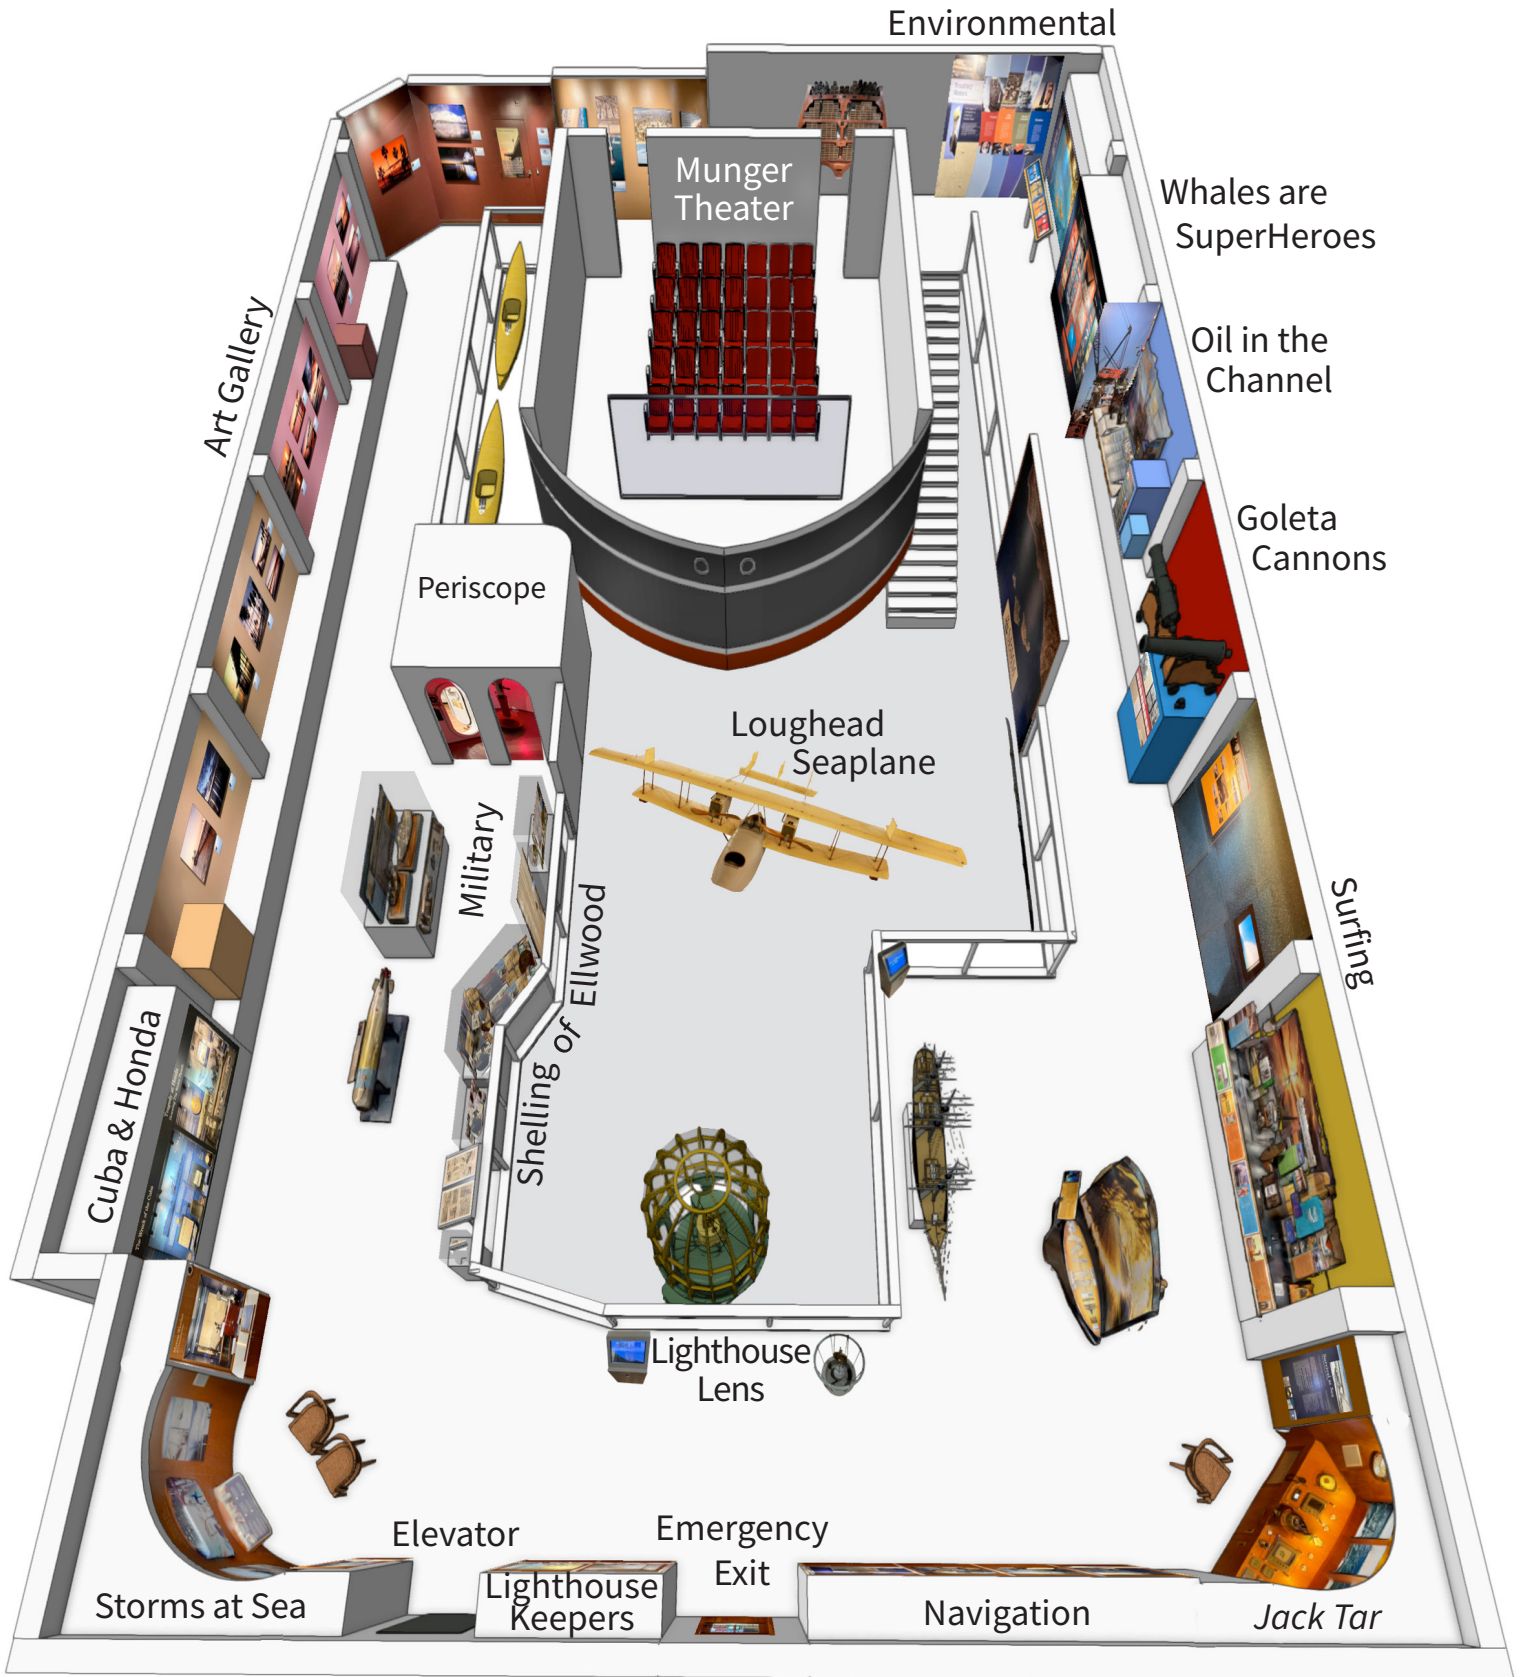 Environmental
Munger
Theater
Whales are
SuperHeroes
Art Gallery
Oil in the
Channel
Goleta
Cannons
Periscope
Loughead
Seaplane
Military
Shelling of Ellwood
Surfing
Cuba & Honda
Lighthouse
Lens
Elevator
Emergency
Exit
Storms at Sea
Lighthouse
Keepers
Navigation
Jack Tar